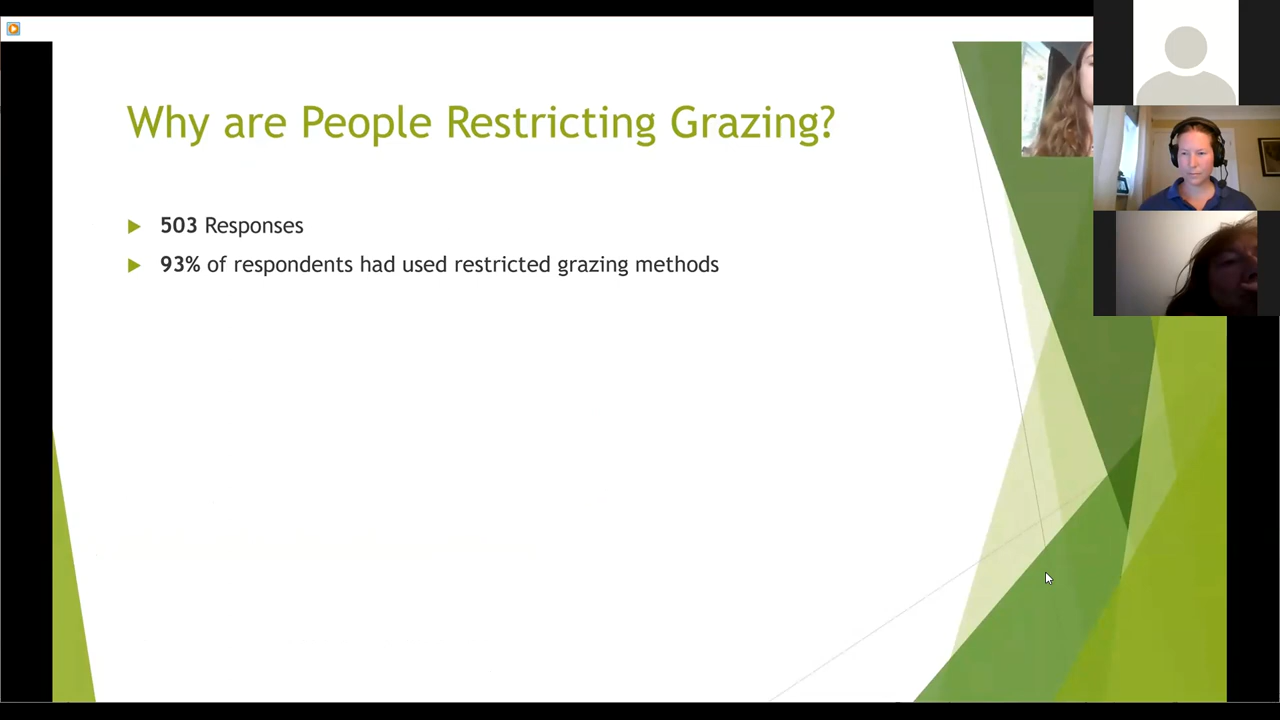 Why are People Restricting Grazing?
503 Responses
93% of respondents had used restricted grazing methods